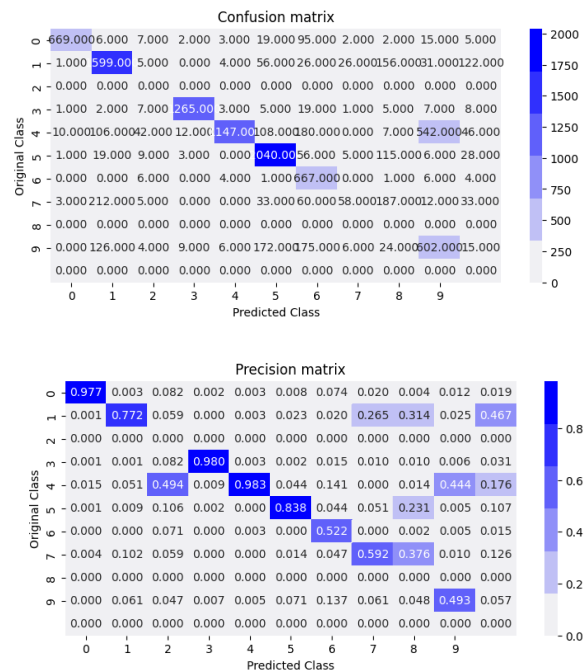 Confusion matrix
0 669.000 6.000 7.000 2.000 3.000 19.000 95.000 2.000 2.000 15.000 5.000
1 1.000 599.00 5.000 0.000 4.000 56.000 26.000 26.000 156.000 31.000 122.000
2 0.000 0.000 0.000 0.000 0.000 0.000 0.000 0.000 0.000 0.000 0.000
3 1.000 2.000 7.000 265.00 3.000 5.000 19.000 1.000 5.000 7.000 8.000
4 10.000 106.000 42.000 12.000 147.00 108.000 180.000 0.000 7.000 542.000 46.000
5 1.000 19.000 9.000 3.000 0.000 040.00 56.000 5.000 115.000 6.000 28.000
6 0.000 0.000 6.000 0.000 4.000 1.000 667.000 0.000 1.000 6.000 4.000
7 3.000 212.000 5.000 0.000 0.000 33.000 60.000 58.000 187.000 12.000 33.000
8 0.000 0.000 0.000 0.000 0.000 0.000 0.000 0.000 0.000 0.000 0.000
9 0.000 126.000 4.000 9.000 6.000 172.000 175.000 6.000 24.000 602.000 15.000
0.000 0.000 0.000 0.000 0.000 0.000 0.000 0.000 0.000 0.000 0.000
0 1 2 3 4 5 6 7 8 9
Predicted Class
Original Class
2000
1750
1500
1250
1000
750
500
250
0
Precision matrix
0 0.977 0.003 0.082 0.002 0.003 0.008 0.074 0.020 0.004 0.012 0.019
1 0.001 0.772 0.059 0.000 0.003 0.023 0.020 0.265 0.314 0.025 0.467
2 0.000 0.000 0.000 0.000 0.000 0.000 0.000 0.000 0.000 0.000 0.000
3 0.001 0.001 0.082 0.980 0.003 0.002 0.015 0.010 0.010 0.006 0.031
4 0.015 0.051 0.494 0.009 0.983 0.044 0.141 0.000 0.014 0.444 0.176
5 0.001 0.009 0.106 0.002 0.000 0.838 0.044 0.051 0.231 0.005 0.107
6 0.000 0.000 0.071 0.000 0.003 0.000 0.522 0.000 0.002 0.005 0.015
7 0.004 0.102 0.059 0.000 0.000 0.014 0.047 0.592 0.376 0.010 0.126
8 0.000 0.000 0.000 0.000 0.000 0.000 0.000 0.000 0.000 0.000 0.000
9 0.000 0.061 0.047 0.007 0.005 0.071 0.137 0.061 0.048 0.493 0.057
0.000 0.000 0.000 0.000 0.000 0.000 0.000 0.000 0.000 0.000 0.000
0 1 2 3 4 5 6 7 8 9
Predicted Class
Original Class
0.8
0.6
0.4
0.2
0.0